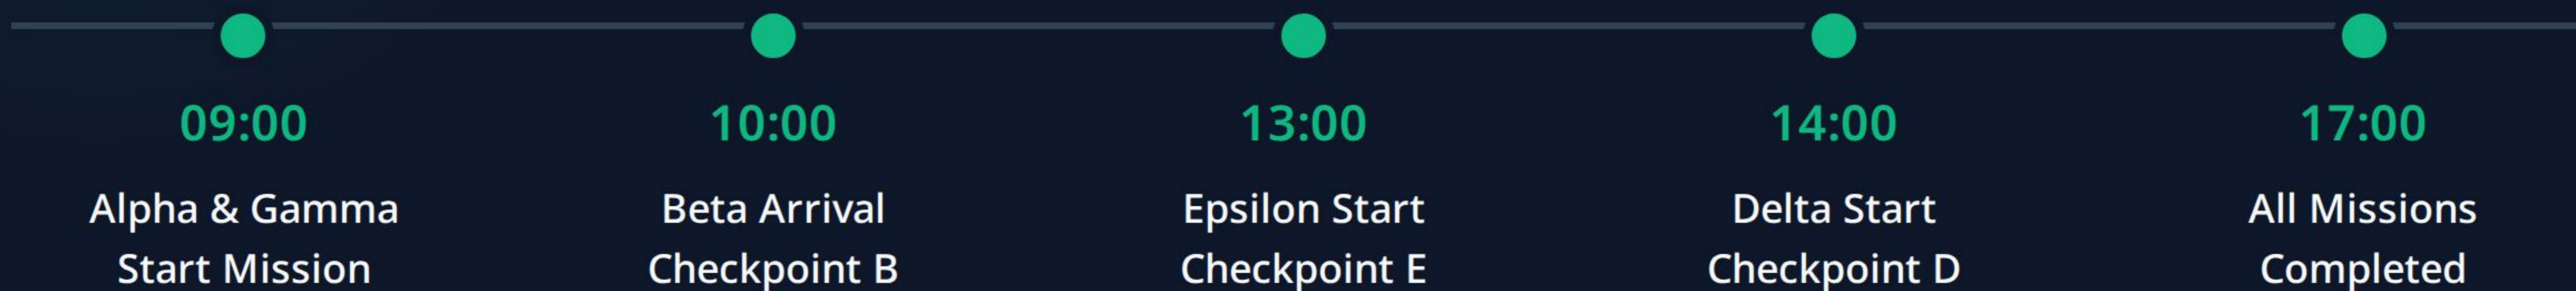 09:00
Alpha & Gamma
Start Mission
10:00
Beta Arrival
Checkpoint B
13:00
Epsilon Start
Checkpoint E
14:00
Delta Start
Checkpoint D
17:00
All Missions
Completed